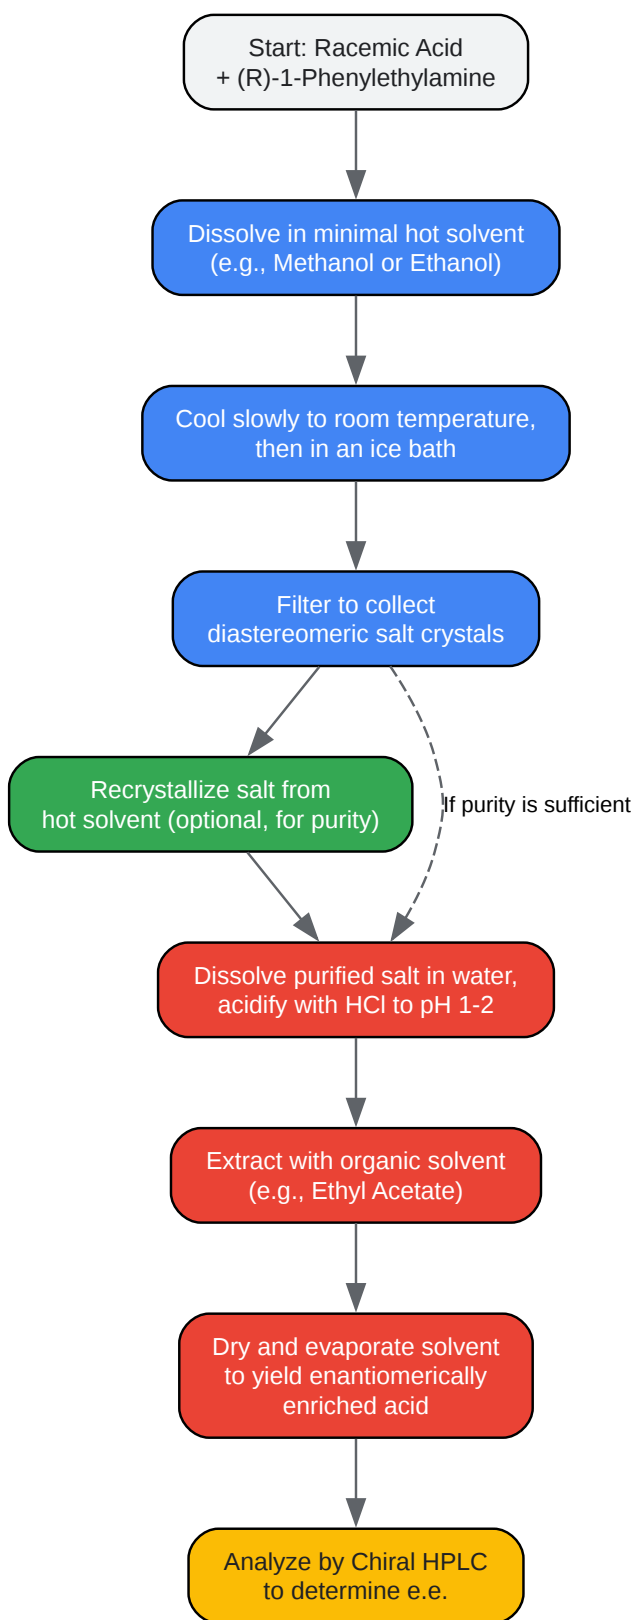 Start: Racemic Acid
+ (R)-1-Phenylethylamine
Dissolve in minimal hot solvent
(e.g., Methanol or Ethanol)
Cool slowly to room temperature,
then in an ice bath
Filter to collect
diastereomeric salt crystals
Recrystallize salt from
hot solvent (optional, for purity)
If purity is sufficient
Dissolve purified salt in water,
acidify with HCl to pH 1-2
Extract with organic solvent
(e.g., Ethyl Acetate)
Dry and evaporate solvent
to yield enantiomerically
enriched acid
Analyze by Chiral HPLC
to determine e.e.